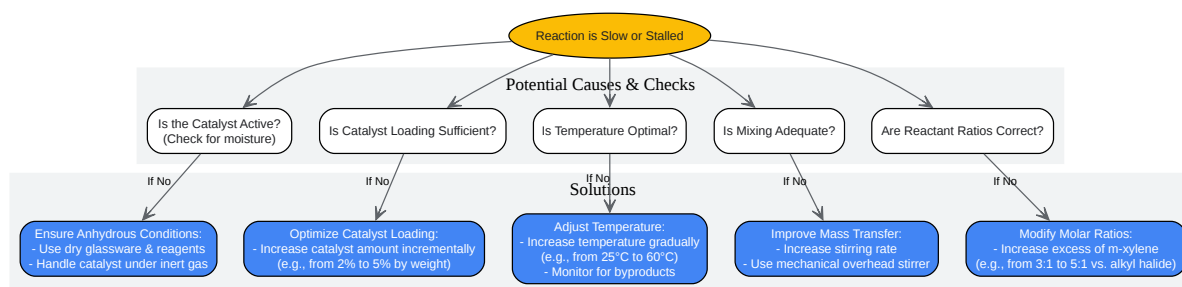 Reaction is Slow or Stalled
Potential Causes & Checks
Is the Catalyst Active?
(Check for moisture)
Is Catalyst Loading Sufficient?
Is Temperature Optimal?
Is Mixing Adequate?
Are Reactant Ratios Correct?
If No
If No
If No
If No
If No
Solutions
Ensure Anhydrous Conditions:
- Use dry glassware & reagents
- Handle catalyst under inert gas
Optimize Catalyst Loading:
- Increase catalyst amount incrementally
(e.g., from 2% to 5% by weight)
Adjust Temperature:
- Increase temperature gradually
(e.g., from 25°C to 60°C)
- Monitor for byproducts
Improve Mass Transfer:
- Increase stirring rate
- Use mechanical overhead stirrer
Modify Molar Ratios:
- Increase excess of m-xylene
(e.g., from 3:1 to 5:1 vs. alkyl halide)